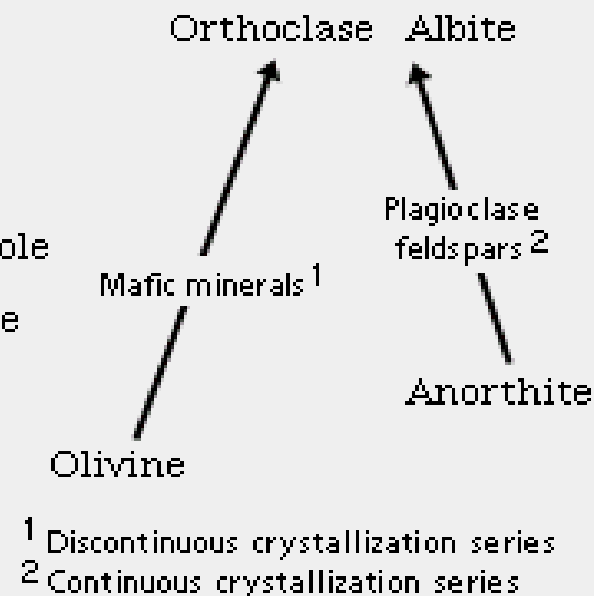 Orthoclase Albite
Plagioclase
feldspars 2
ole
Mafic minerals 1
e
Anorthite
Olivine
1 Discontinuous crystallization series
2 Continuous crystallization series